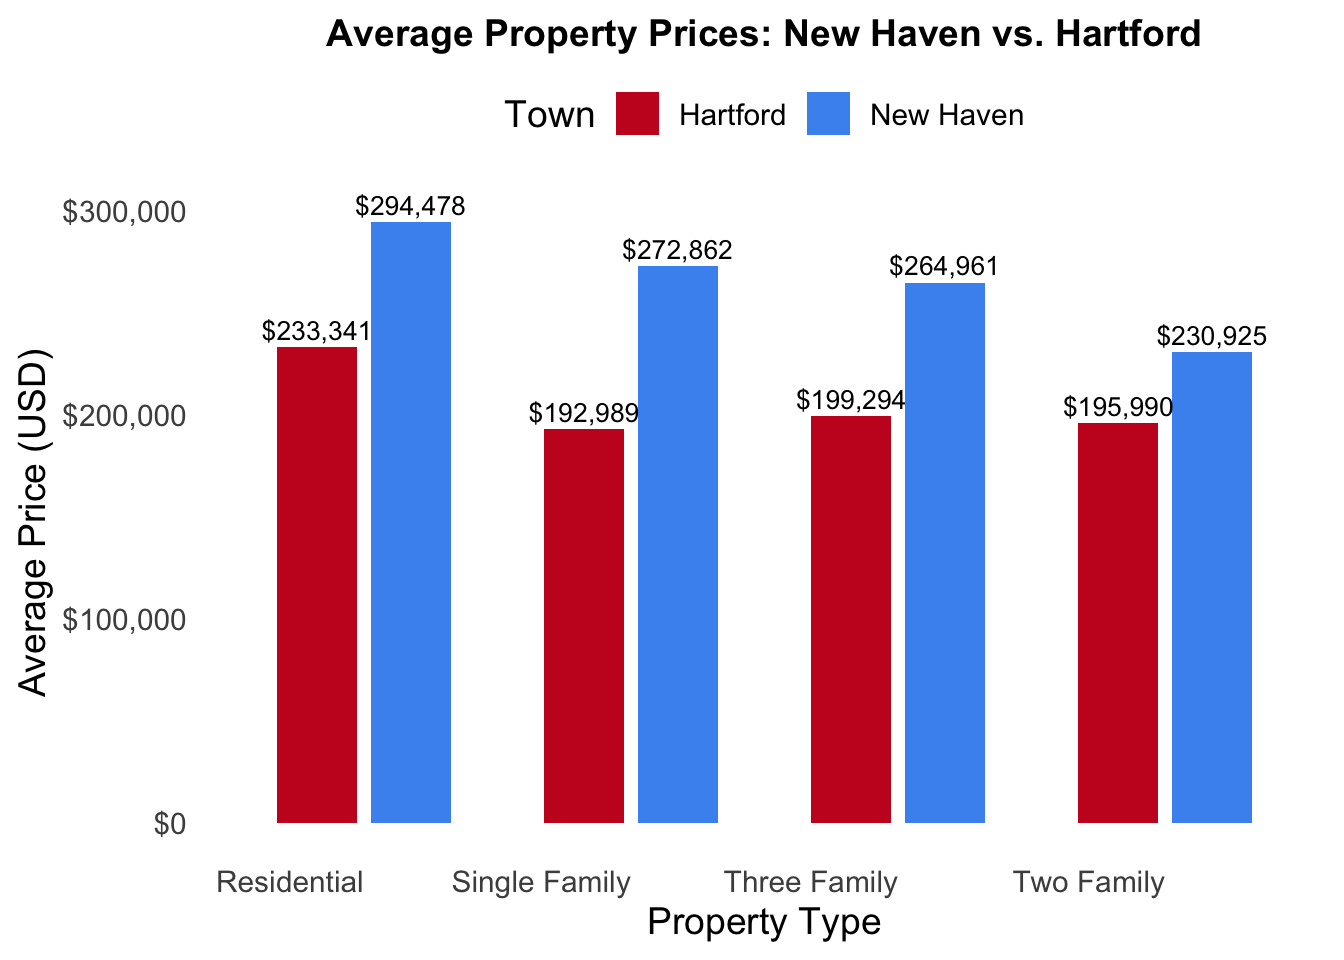 Average Property Prices: New Haven vs. Hartford
Town Hartford New Haven
$300,000
$200,000
$100,000
$0
Average Price (USD)
$233,341
$294,478
$192,989
$272,862
$199,294
$264,961
$195,990
$230,925
Residential Single Family Three Family Two Family
Property Type